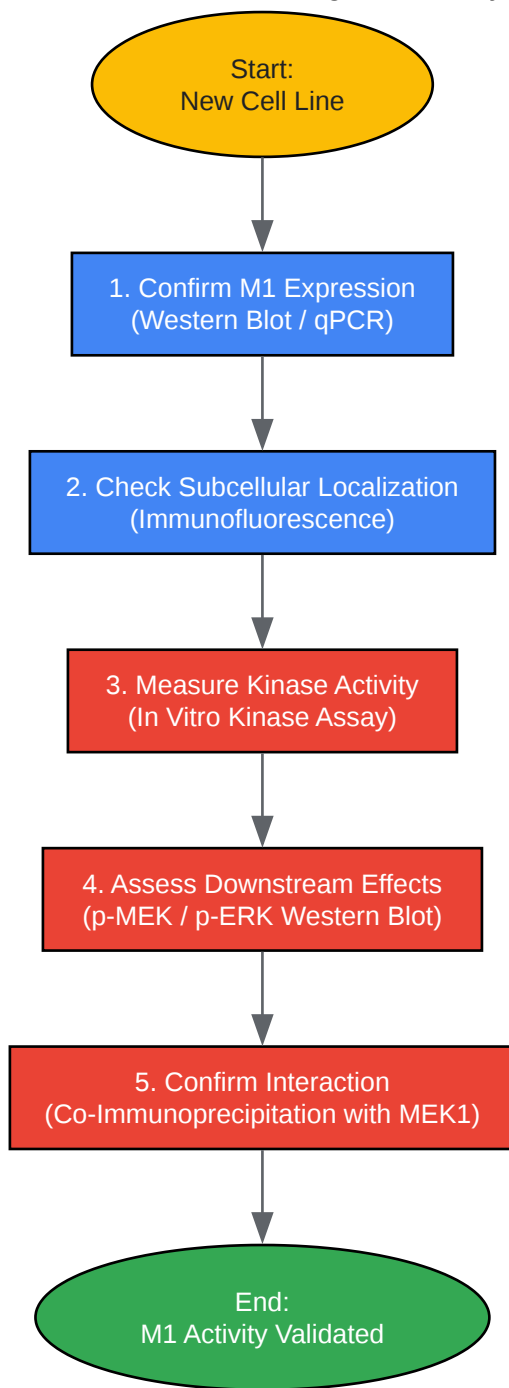 Start:
New Cell Line
1. Confirm M1 Expression
(Western Blot / qPCR)
2. Check Subcellular Localization
(Immunofluorescence)
3. Measure Kinase Activity
(In Vitro Kinase Assay)
4. Assess Downstream Effects
(p-MEK / p-ERK Western Blot)
5. Confirm Interaction
(Co-Immunoprecipitation with MEK1)
End:
M1 Activity Validated